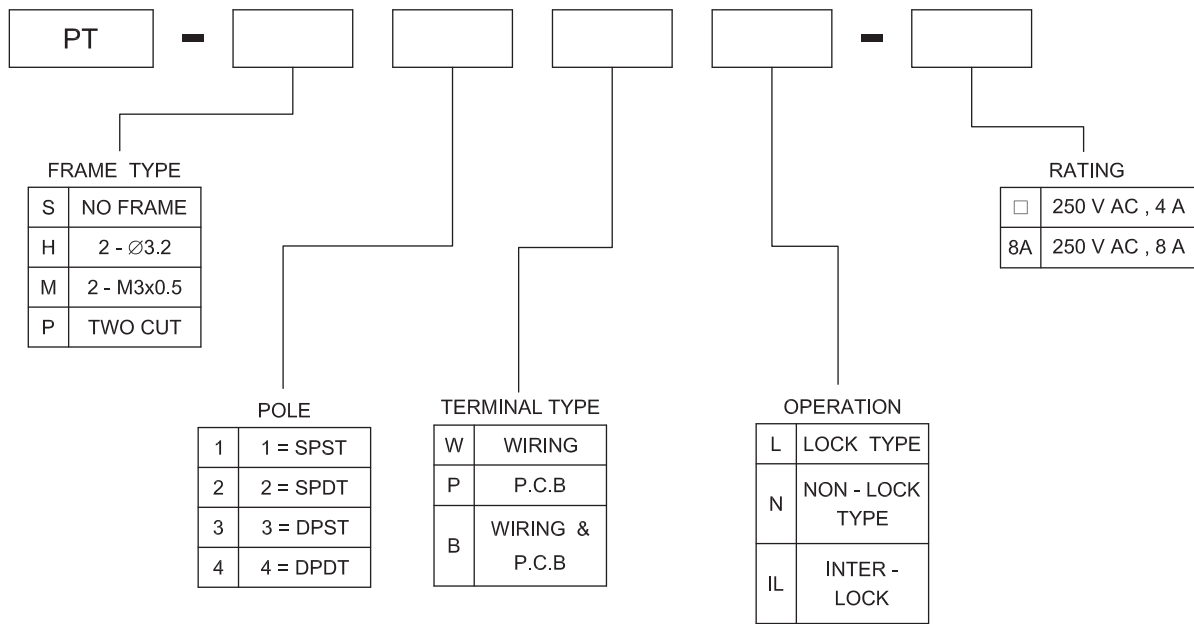 PT - -
FRAME TYPE
S NO FRAME
H 2 - Ø3.2
M 2 - M3x0.5
P TWO CUT
POLE
1 1 = SPST
2 2 = SPDT
3 3 = DPST
4 4 = DPDT
TERMINAL TYPE
W WIRING
P P.C.B
B WIRING &
P.C.B
OPERATION
L LOCK TYPE
N NON - LOCK
TYPE
IL INTER -
LOCK
RATING
□ 250 V AC , 4 A
8A 250 V AC , 8 A